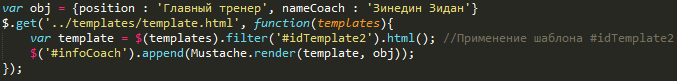 var obj = {position : 'Главный тренер', nameCoach : 'Зинедин Зидан'}
$.get('../templates/template.html', function(templates){
    var template = $(templates).filter('#idTemplate2').html(); //Применение шаблона #idTemplate2
    $('#infoCoach').append(Mustache.render(template, obj));
});